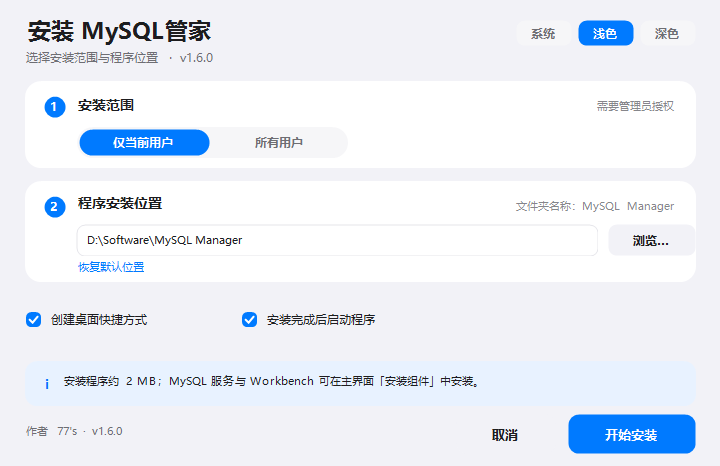 安装 MySQL管家
系统 浅色 深色
选择安装范围与程序位置 · v1.6.0
1 安装范围 需要管理员授权
仅当前用户 所有用户
2 程序安装位置 文件夹名称：MySQL Manager
D:\Software\MySQL Manager 浏览...
恢复默认位置
创建桌面快捷方式 安装完成后启动程序
i 安装程序约 2 MB；MySQL 服务与 Workbench 可在主界面「安装组件」中安装。
作者 77's · v1.6.0 取消 开始安装